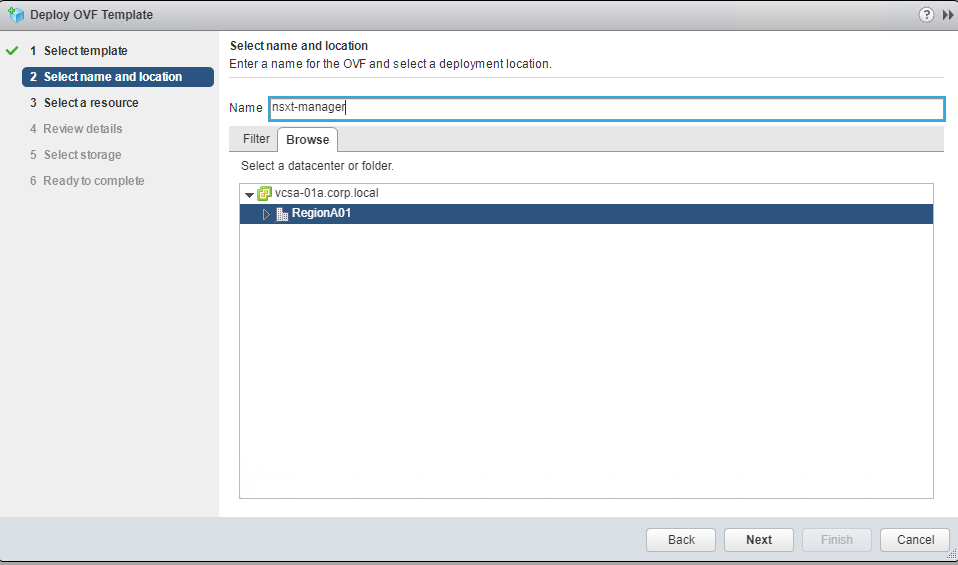 Deploy OVF Template
?
1 Select template
2 Select name and location
3 Select a resource
4 Review details
5 Select storage
6 Ready to complete
Select name and location
Enter a name for the OVF and select a deployment location.
Name nsxt-manager
Filter Browse
Select a datacenter or folder.
vcsa-01a.corp.local
RegionA01
Back Next Finish Cancel